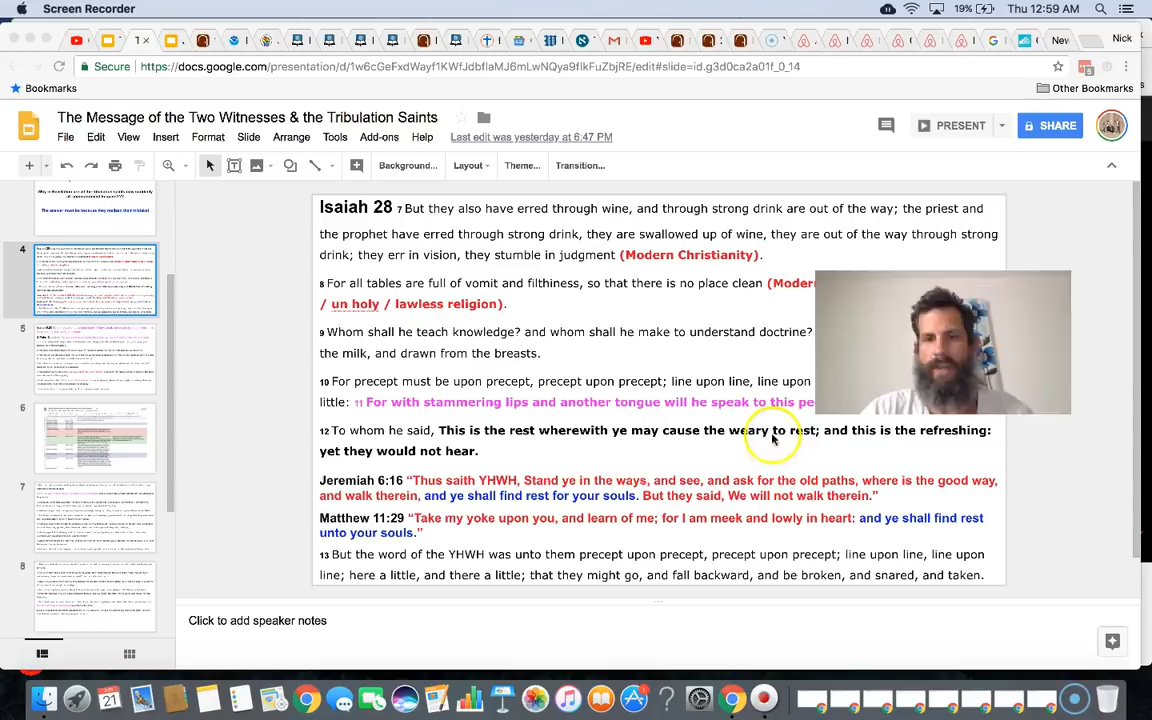 Screen Recorder
19%
Thu 12:59 AM
Nick
Secure
https://docs.google.com/presentation/d/1w6cGeFxdWayf1KWfJdbflaMJ6mLwNQya9fIkFuZbjRE/edit#slide=id.g3d0ca2a01f_0_14
Bookmarks
Other Bookmarks
The Message of the Two Witnesses & the Tribulation Saints
File Edit View Insert Format Slide Arrange Tools Add-ons Help Last edit was yesterday at 6:47 PM
PRESENT
SHARE
Background... Layout Theme... Transition...
4
5
6
7
8
Isaiah 28 7 But they also have erred through wine, and through strong drink are out of the way; the priest and
the prophet have erred through strong drink, they are swallowed up of wine, they are out of the way through strong
drink; they err in vision, they stumble in judgment (Modern Christianity).
8 For all tables are full of vomit and filthiness, so that there is no place clean (Modern
/ un holy / lawless religion).
9 Whom shall he teach knowledge? and whom shall he make to understand doctrine?
the milk, and drawn from the breasts.
10 For precept must be upon precept, precept upon precept; line upon line, line upon
little: 11 For with stammering lips and another tongue will he speak to this pe
12 To whom he said, This is the rest wherewith ye may cause the weary to rest; and this is the refreshing:
yet they would not hear.
Jeremiah 6:16 "Thus saith YHWH, Stand ye in the ways, and see, and ask for the old paths, where is the good way,
and walk therein, and ye shall find rest for your souls. But they said, We will not walk therein."
Matthew 11:29 "Take my yoke upon you, and learn of me; for I am meek and lowly in heart: and ye shall find rest
unto your souls."
13 But the word of the YHWH was unto them precept upon precept, precept upon precept; line upon line, line upon
line; here a little, and there a little; that they might go, and fall backward, and be broken, and snared, and taken.
Click to add speaker notes